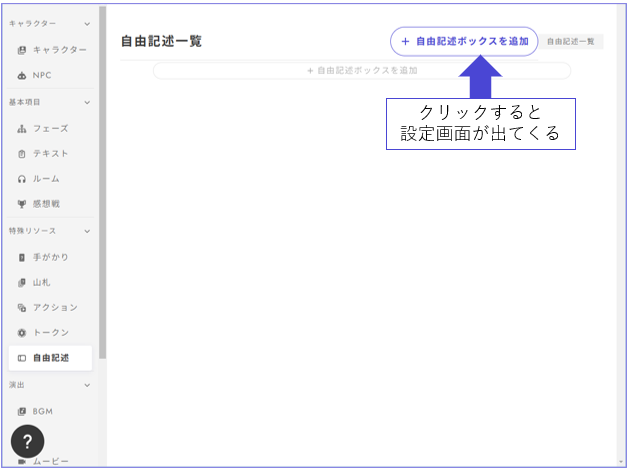 キャラクター
キャラクター
NPC
基本項目
フェーズ
テキスト
ルーム
感想戦
特殊リソース
手がかり
山札
アクション
トークン
自由記述
演出
BGM
?
ムービー
自由記述一覧
+ 自由記述ボックスを追加
自由記述一覧
+ 自由記述ボックスを追加
クリックすると
設定画面が出てくる